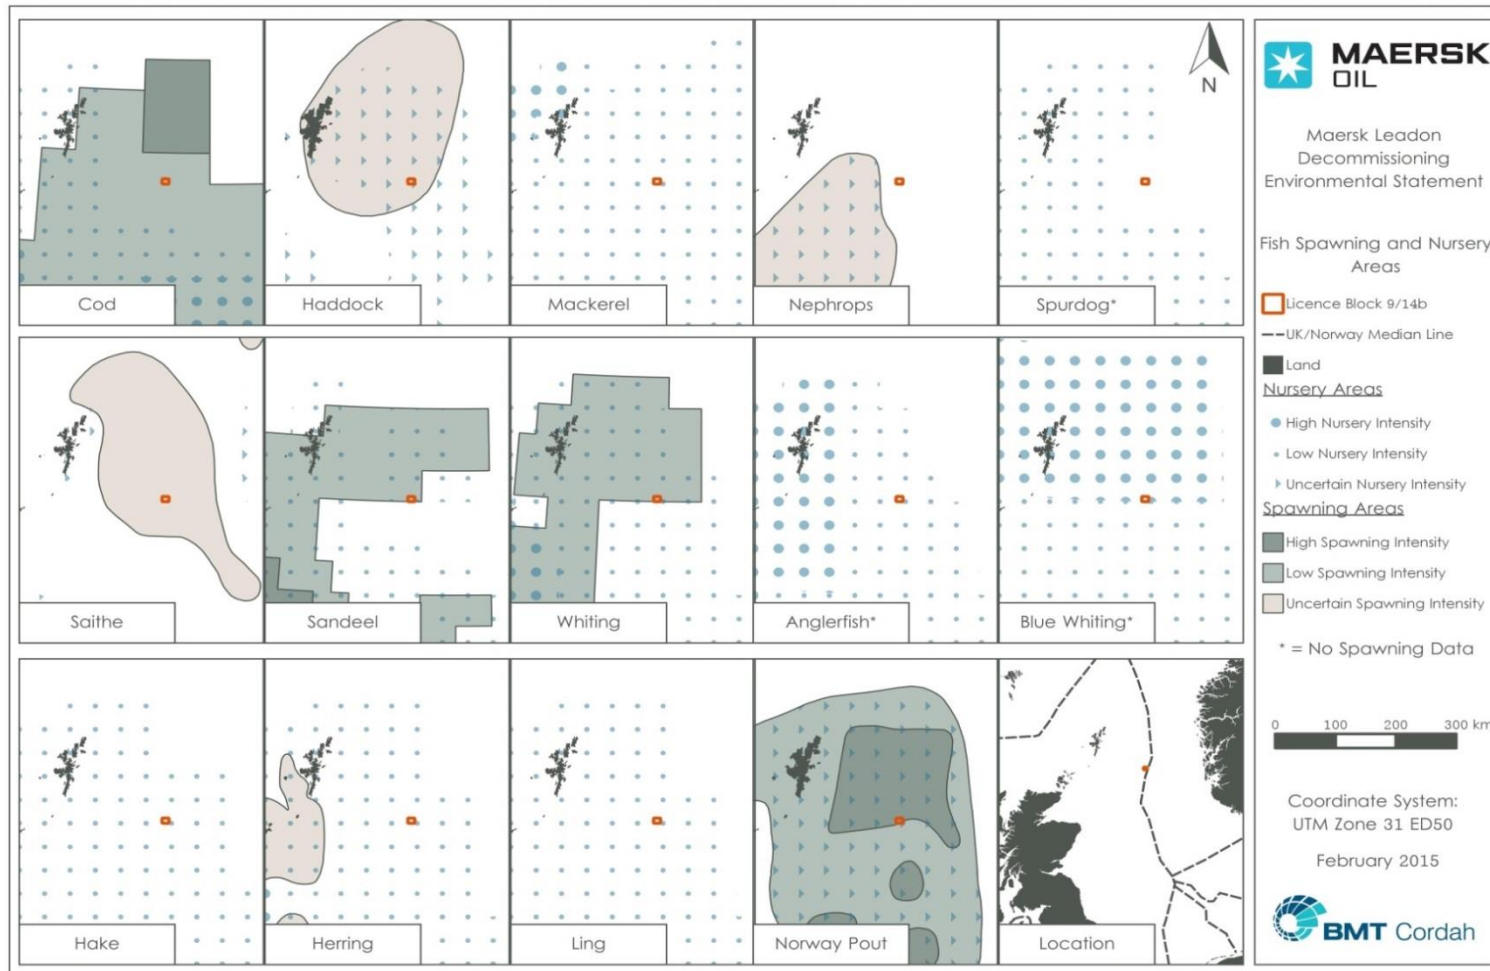 Cod
Haddock
Mackerel
Nephrops
Spurdog*
N
Saithe
Sandeel
Whiting
Anglerfish*
Blue Whiting*
Hake
Herring
Ling
Norway Pout
Location
MAERSK
OIL
Maersk Leadon
Decommissioning
Environmental Statement
Fish Spawning and Nursery
Areas
Licence Block 9/14b
UK/Norway Median Line
Land
Nursery Areas
High Nursery Intensity
Low Nursery Intensity
Uncertain Nursery Intensity
Spawning Areas
High Spawning Intensity
Low Spawning Intensity
Uncertain Spawning Intensity
* = No Spawning Data
0 100 200 300 km
Coordinate System:
UTM Zone 31 ED50
February 2015
BMT Cordah